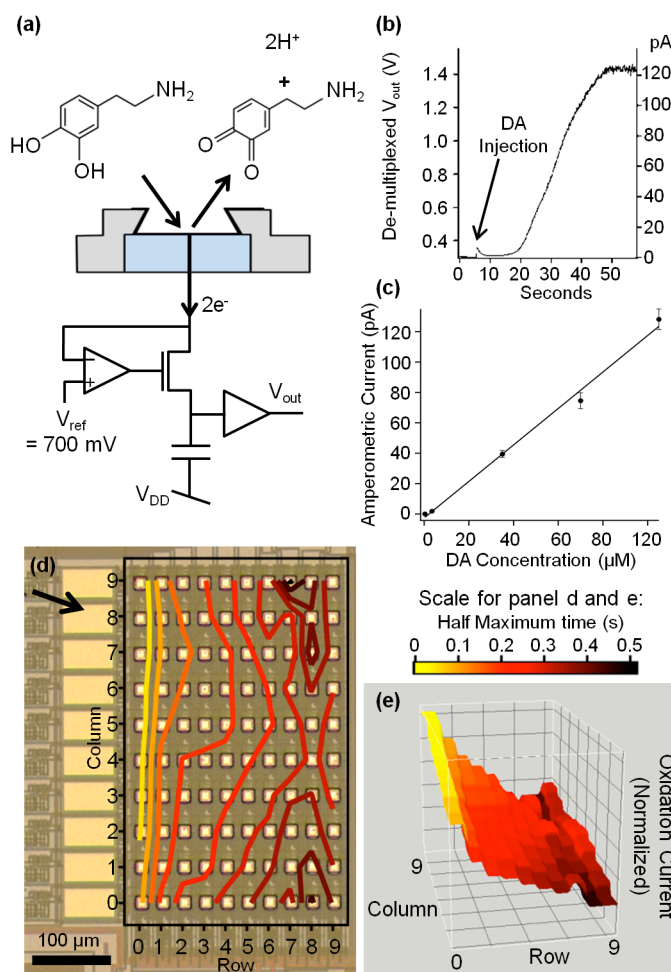 (a)
2H⁺
+
NH₂
NH₂
HO
OH
O
O
2e⁻
−
+
V_ref
= 700 mV
V_out
V_DD
(b)
pA
De-multiplexed V_out (V)
1.4
1.2
1.0
0.8
0.6
0.4
DA
Injection
120
100
80
60
40
20
0
0 10 20 30 40 50
Seconds
(c)
Amperometric Current (pA)
120
100
80
60
40
20
0
0 20 40 60 80 100 120
DA Concentration (µM)
(d)
9
8
7
6
5
4
3
2
1
0
Column
0 1 2 3 4 5 6 7 8 9
Row
100 µm
Scale for panel d and e:
Half Maximum time (s)
0 0.1 0.2 0.3 0.4 0.5
(e)
Oxidation Current
(Normalized)
9
Column
0
Row
9